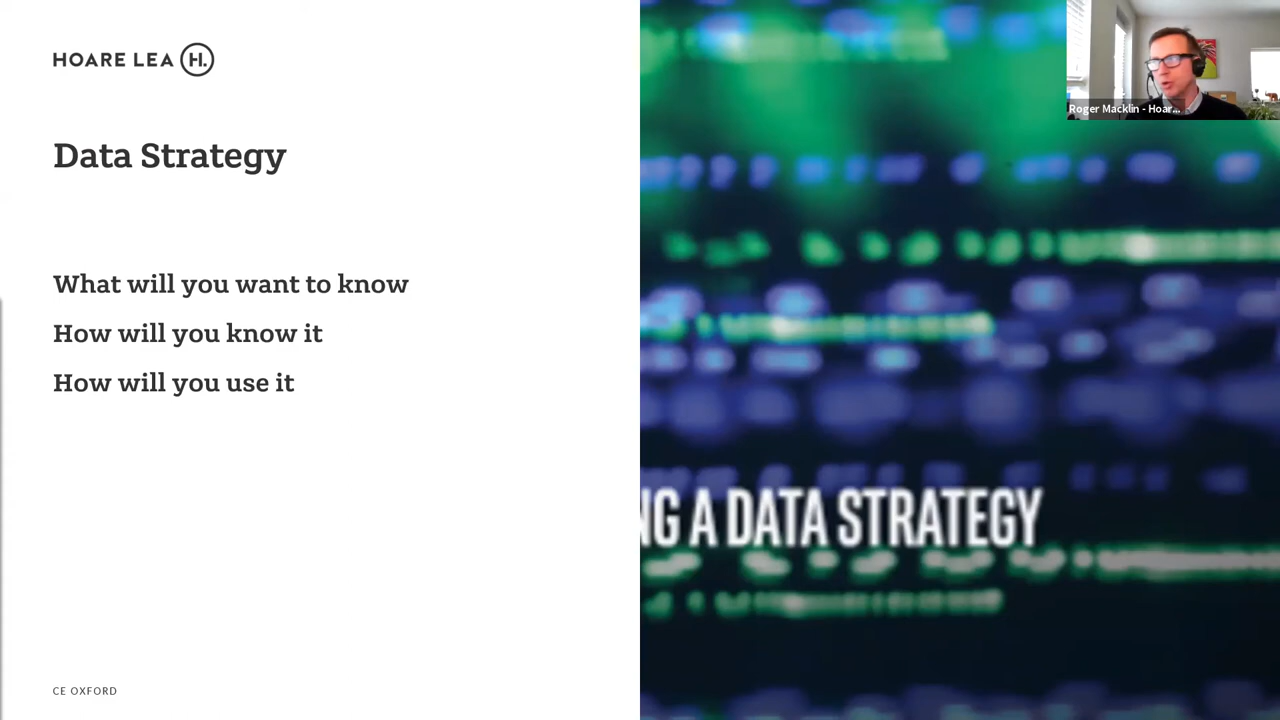 HOARE LEA H.
Roger Macklin - Hoar...
Data Strategy
What will you want to know
How will you know it
How will you use it
NG A DATA STRATEGY
CE OXFORD